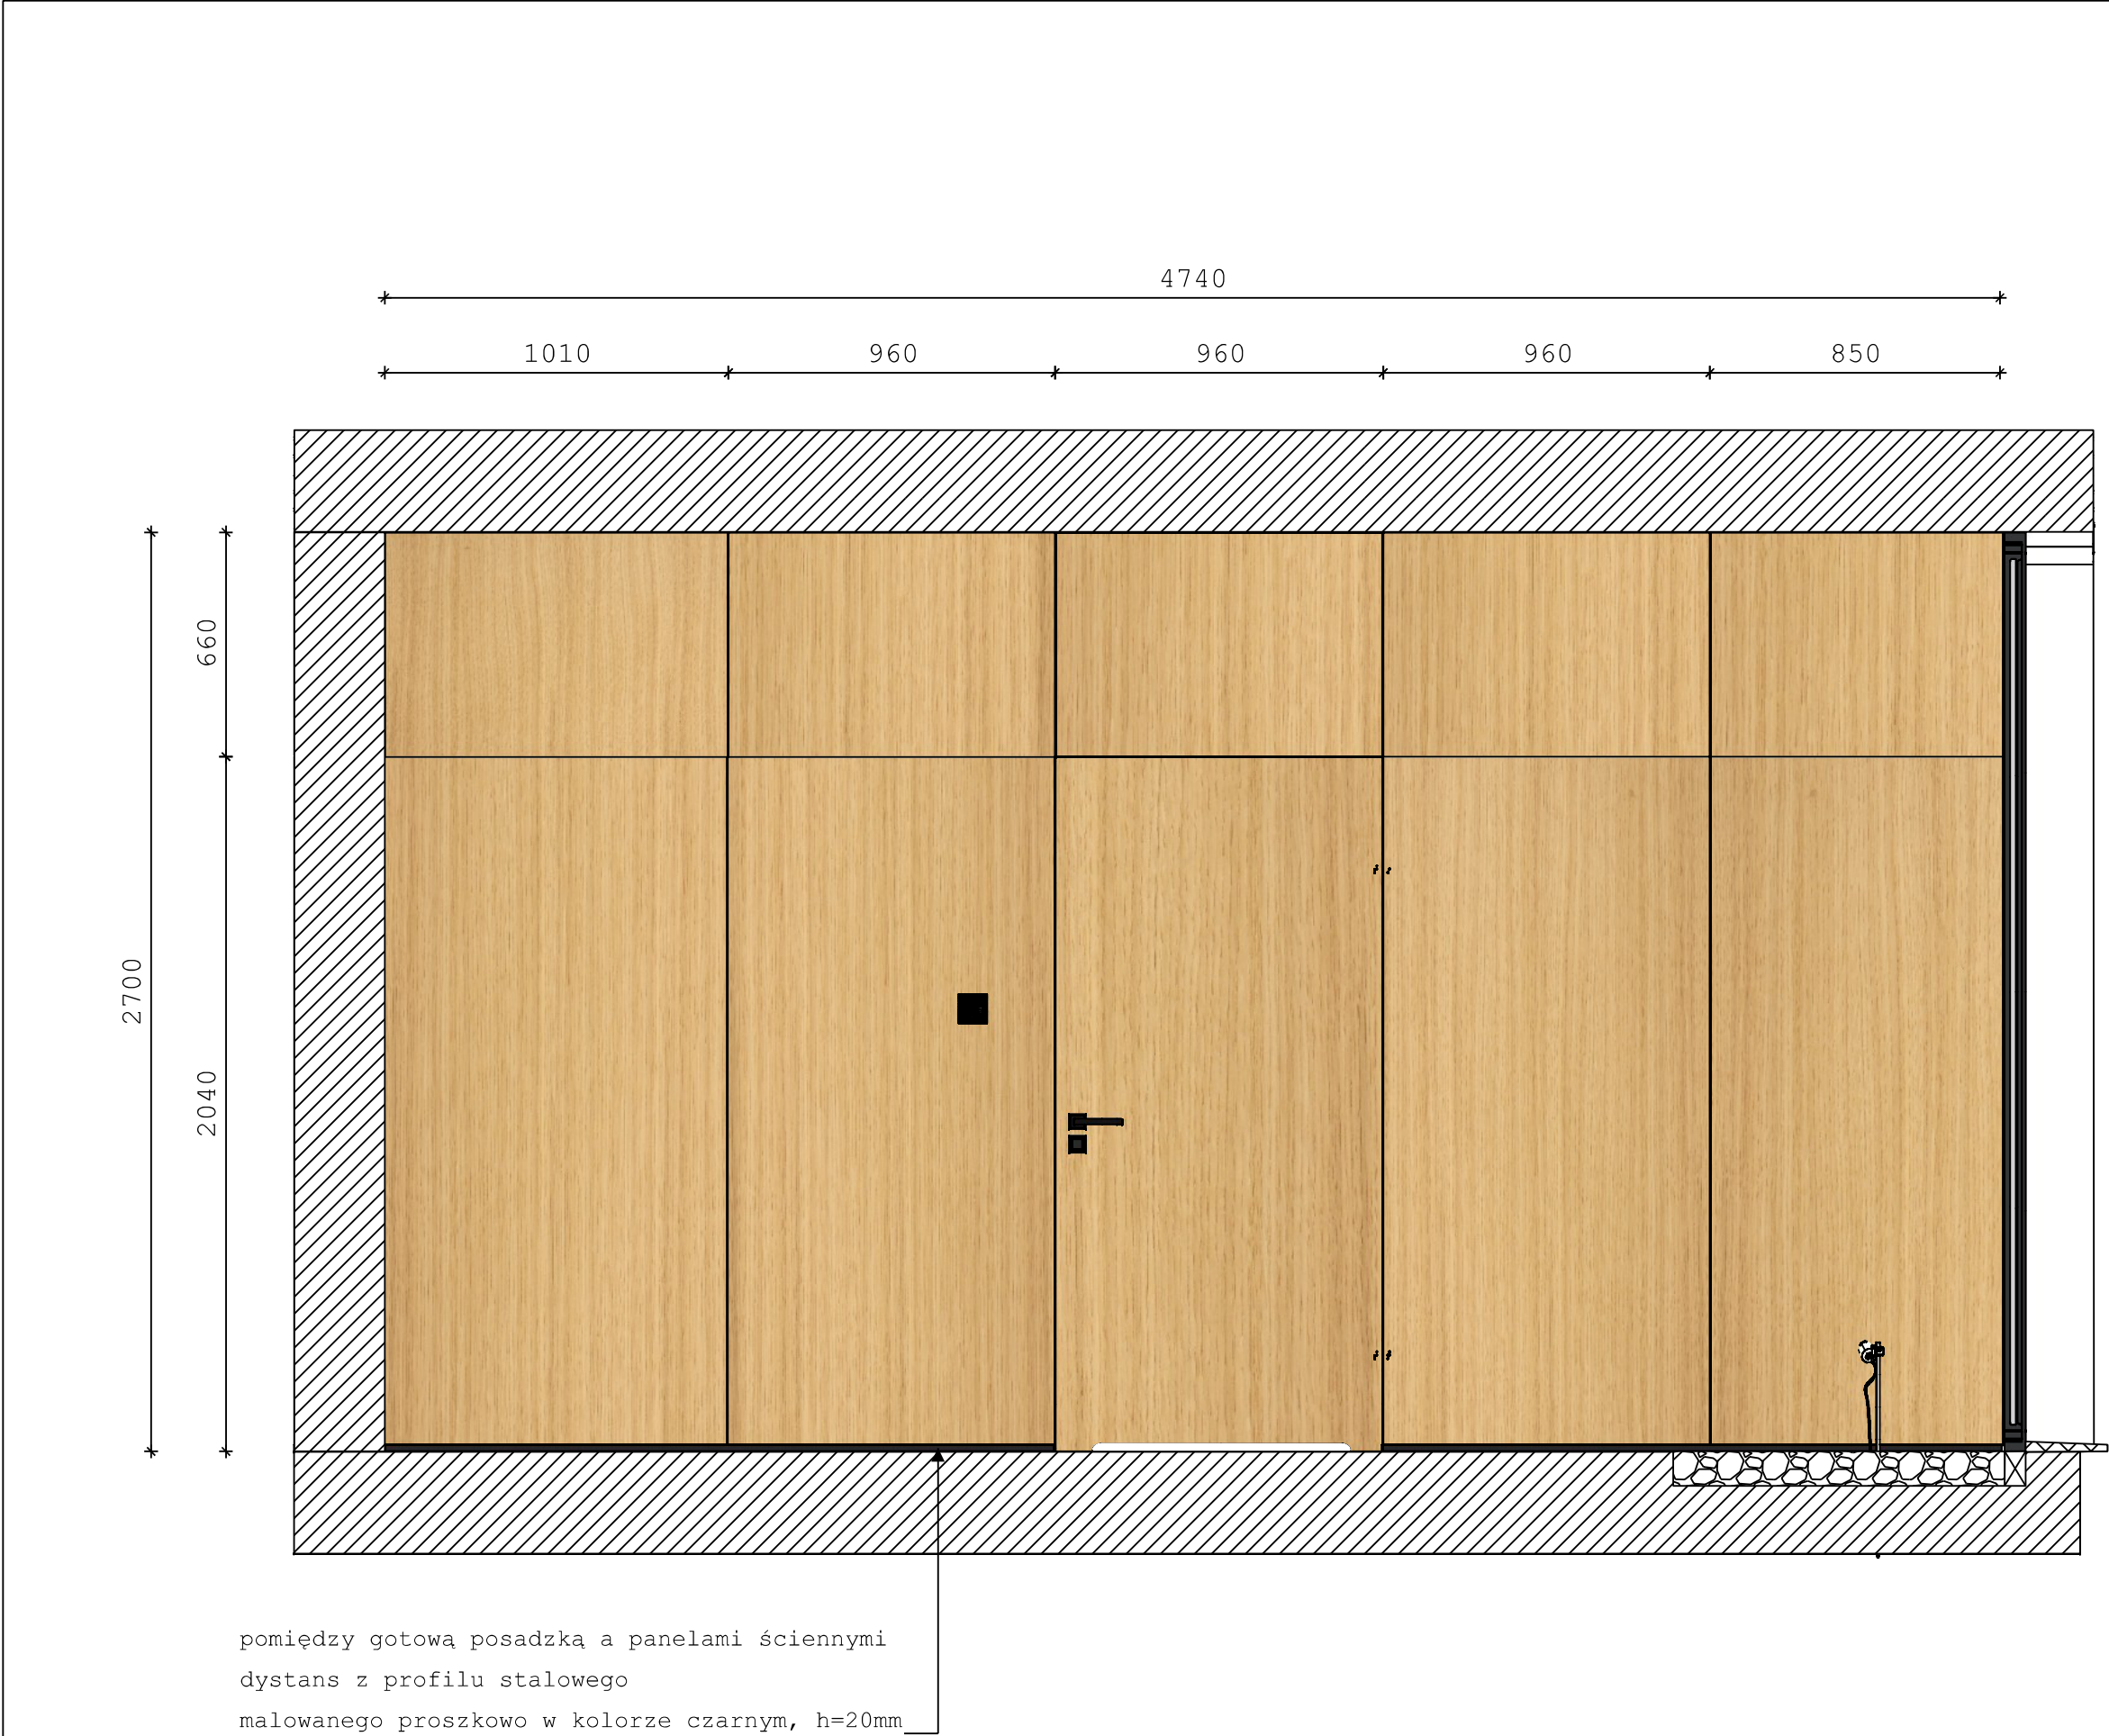 4740
1010 960 960 960 850
660
2700
2040
pomiędzy gotową posadzką a panelami ściennymi
dystans z profilu stalowego
malowanego proszkowo w kolorze czarnym, h=20mm